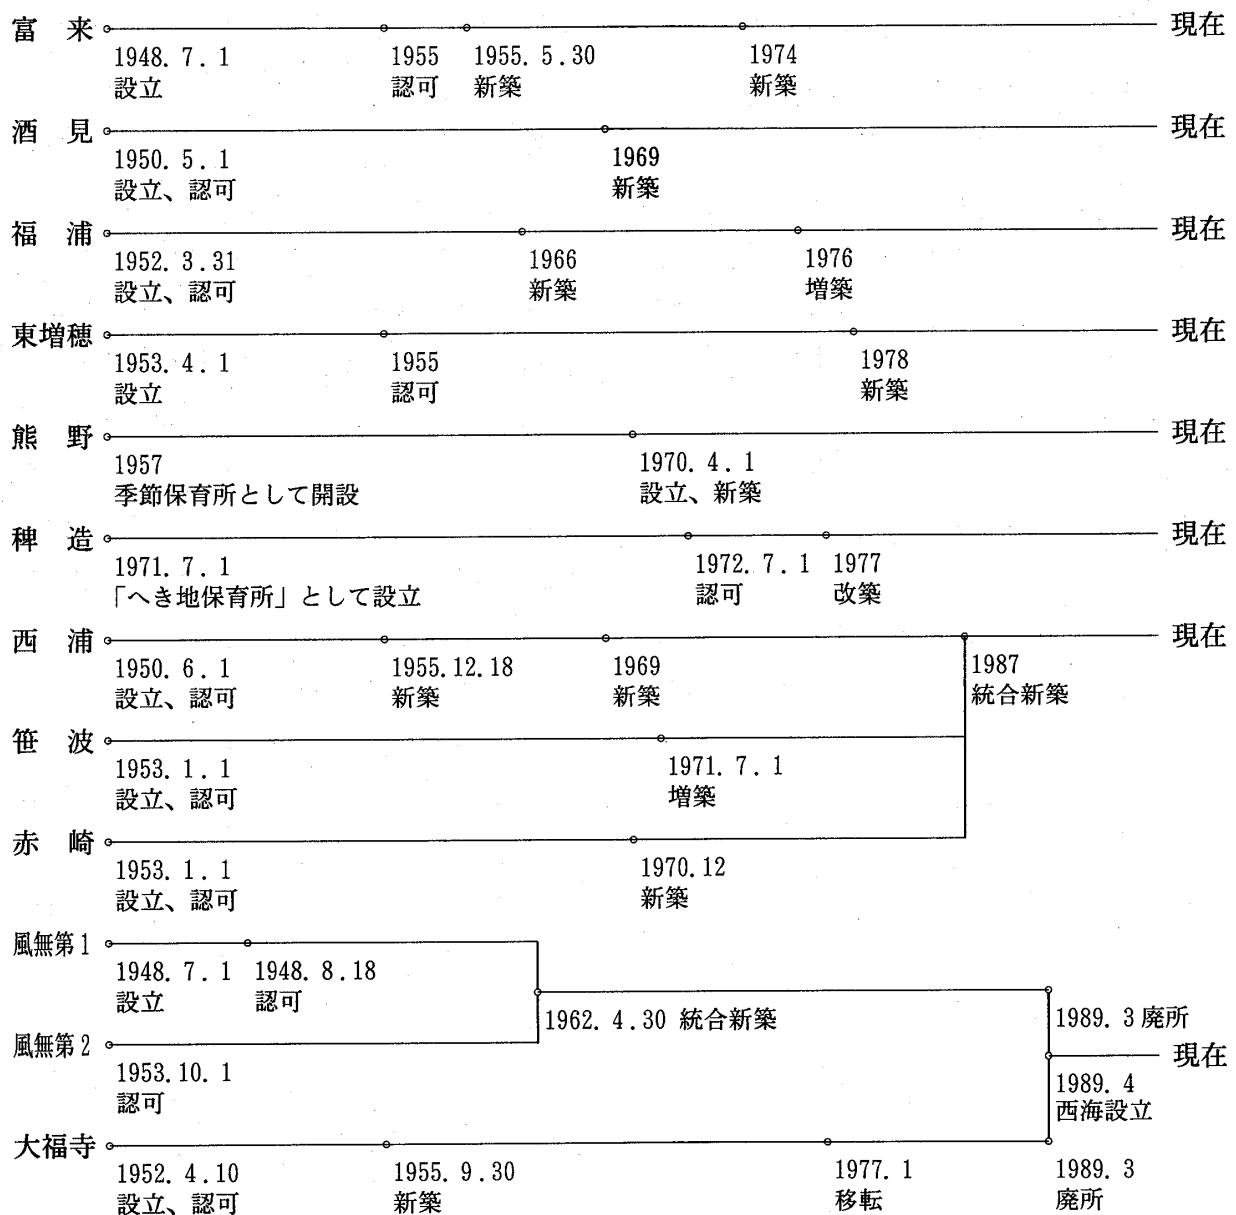 富来 現在
1948. 7. 1 1955 1955. 5. 30 1974
設立 認可 新築 新築
酒見 現在
1950. 5. 1 1969
設立、認可 新築
福浦 現在
1952. 3. 31 1966 1976
設立、認可 新築 増築
東増穂 現在
1953. 4. 1 1955 1978
設立 認可 新築
熊野 現在
1957 1970. 4. 1
季節保育所として開設 設立、新築
稗造 現在
1971. 7. 1 1972. 7. 1 1977
「へき地保育所」として設立 認可 改築
西浦 現在
1950. 6. 1 1955. 12. 18 1969 1987
設立、認可 新築 新築 統合新築
笹波
1953. 1. 1 1971. 7. 1
設立、認可 増築
赤崎
1953. 1. 1 1970. 12
設立、認可 新築
風無第1
1948. 7. 1 1948. 8. 18
設立 認可
1962. 4. 30 統合新築 1989. 3 廃所
風無第2 現在
1953. 10. 1 1989. 4
認可 西海設立
大福寺
1952. 4. 10 1955. 9. 30 1977. 1 1989. 3
設立、認可 新築 移転 廃所